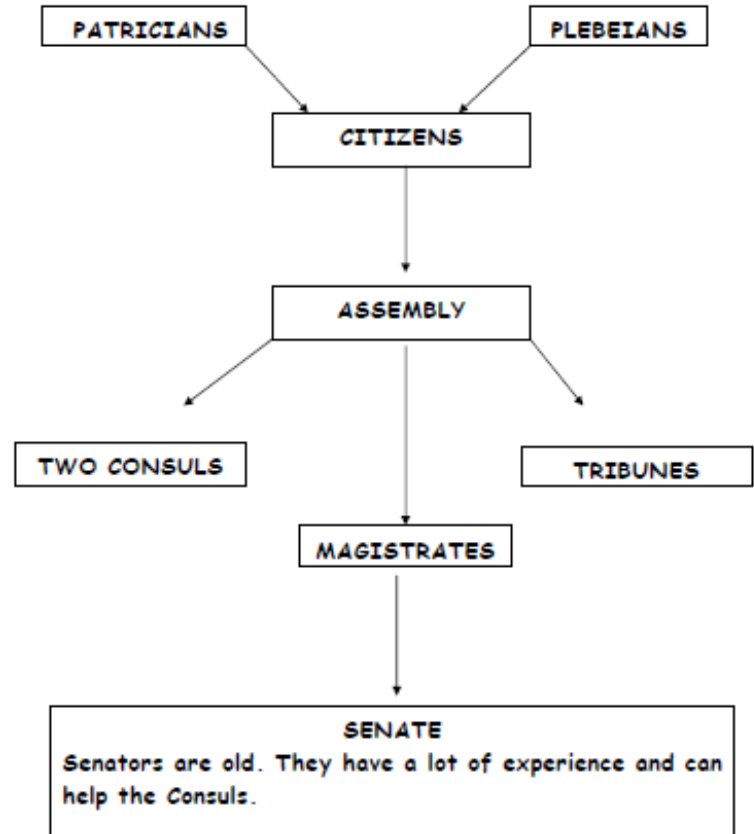 PATRICIANS
PLEBEIANS
CITIZENS
ASSEMBLY
TWO CONSULS
TRIBUNES
MAGISTRATES
SENATE
Senators are old. They have a lot of experience and can
help the Consuls.